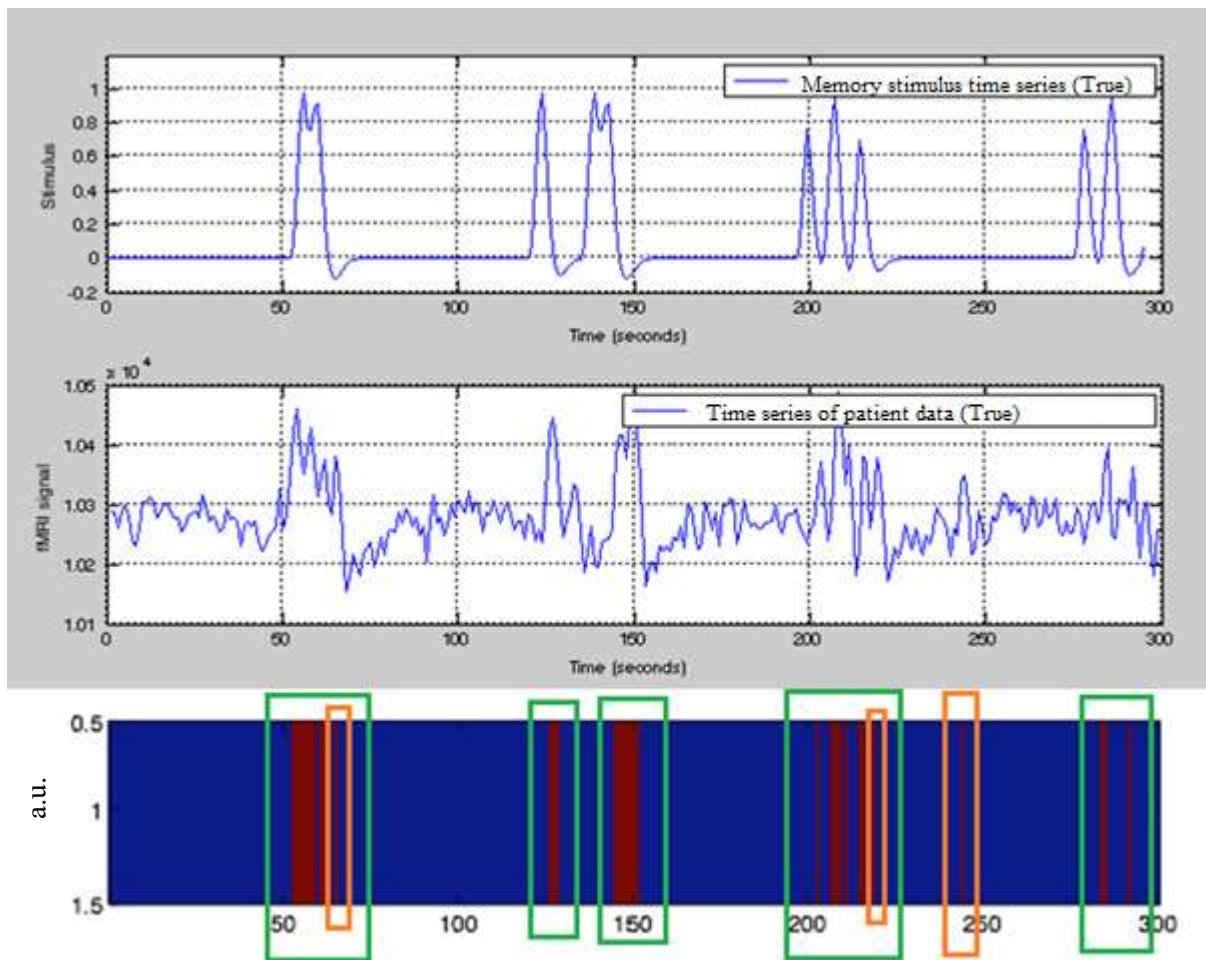 Memory stimulus time series (True)
1
0.8
0.6
0.4
0.2
0
-0.2
Stimulus
0 50 100 150 200 250 300
Time (seconds)
x 10 4
1.05
1.04
1.03
1.02
1.01
fMRI signal
Time series of patient data (True)
0 50 100 150 200 250 300
Time (seconds)
0.5
1
1.5
a.u.
50 100 150 200 250 300